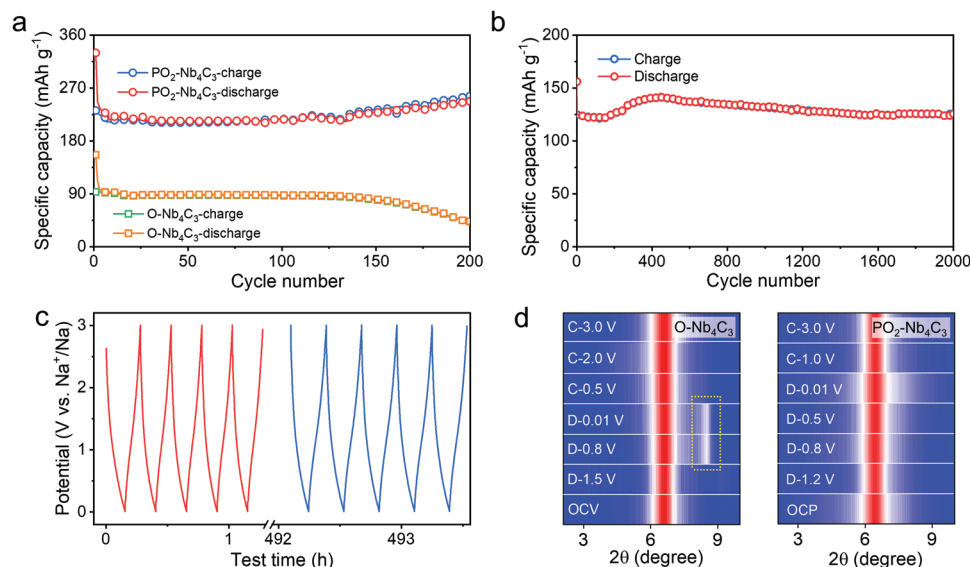 a
360
270
180
90
0
Specific capacity (mAh g⁻¹)
PO₂-Nb₄C₃-charge
PO₂-Nb₄C₃-discharge
O-Nb₄C₃-charge
O-Nb₄C₃-discharge
0 50 100 150 200
Cycle number
b
200
150
100
50
0
Specific capacity (mAh g⁻¹)
Charge
Discharge
0 400 800 1200 1600 2000
Cycle number
c
3
2
1
0
Potential (V vs. Na⁺/Na)
0 1 492 493
Test time (h)
d
O-Nb₄C₃
C-3.0 V
C-2.0 V
C-0.5 V
D-0.01 V
D-0.8 V
D-1.5 V
OCV
3 6 9
2θ (degree)
PO₂-Nb₄C₃
C-3.0 V
C-1.0 V
D-0.01 V
D-0.5 V
D-0.8 V
D-1.2 V
OCP
3 6 9
2θ (degree)